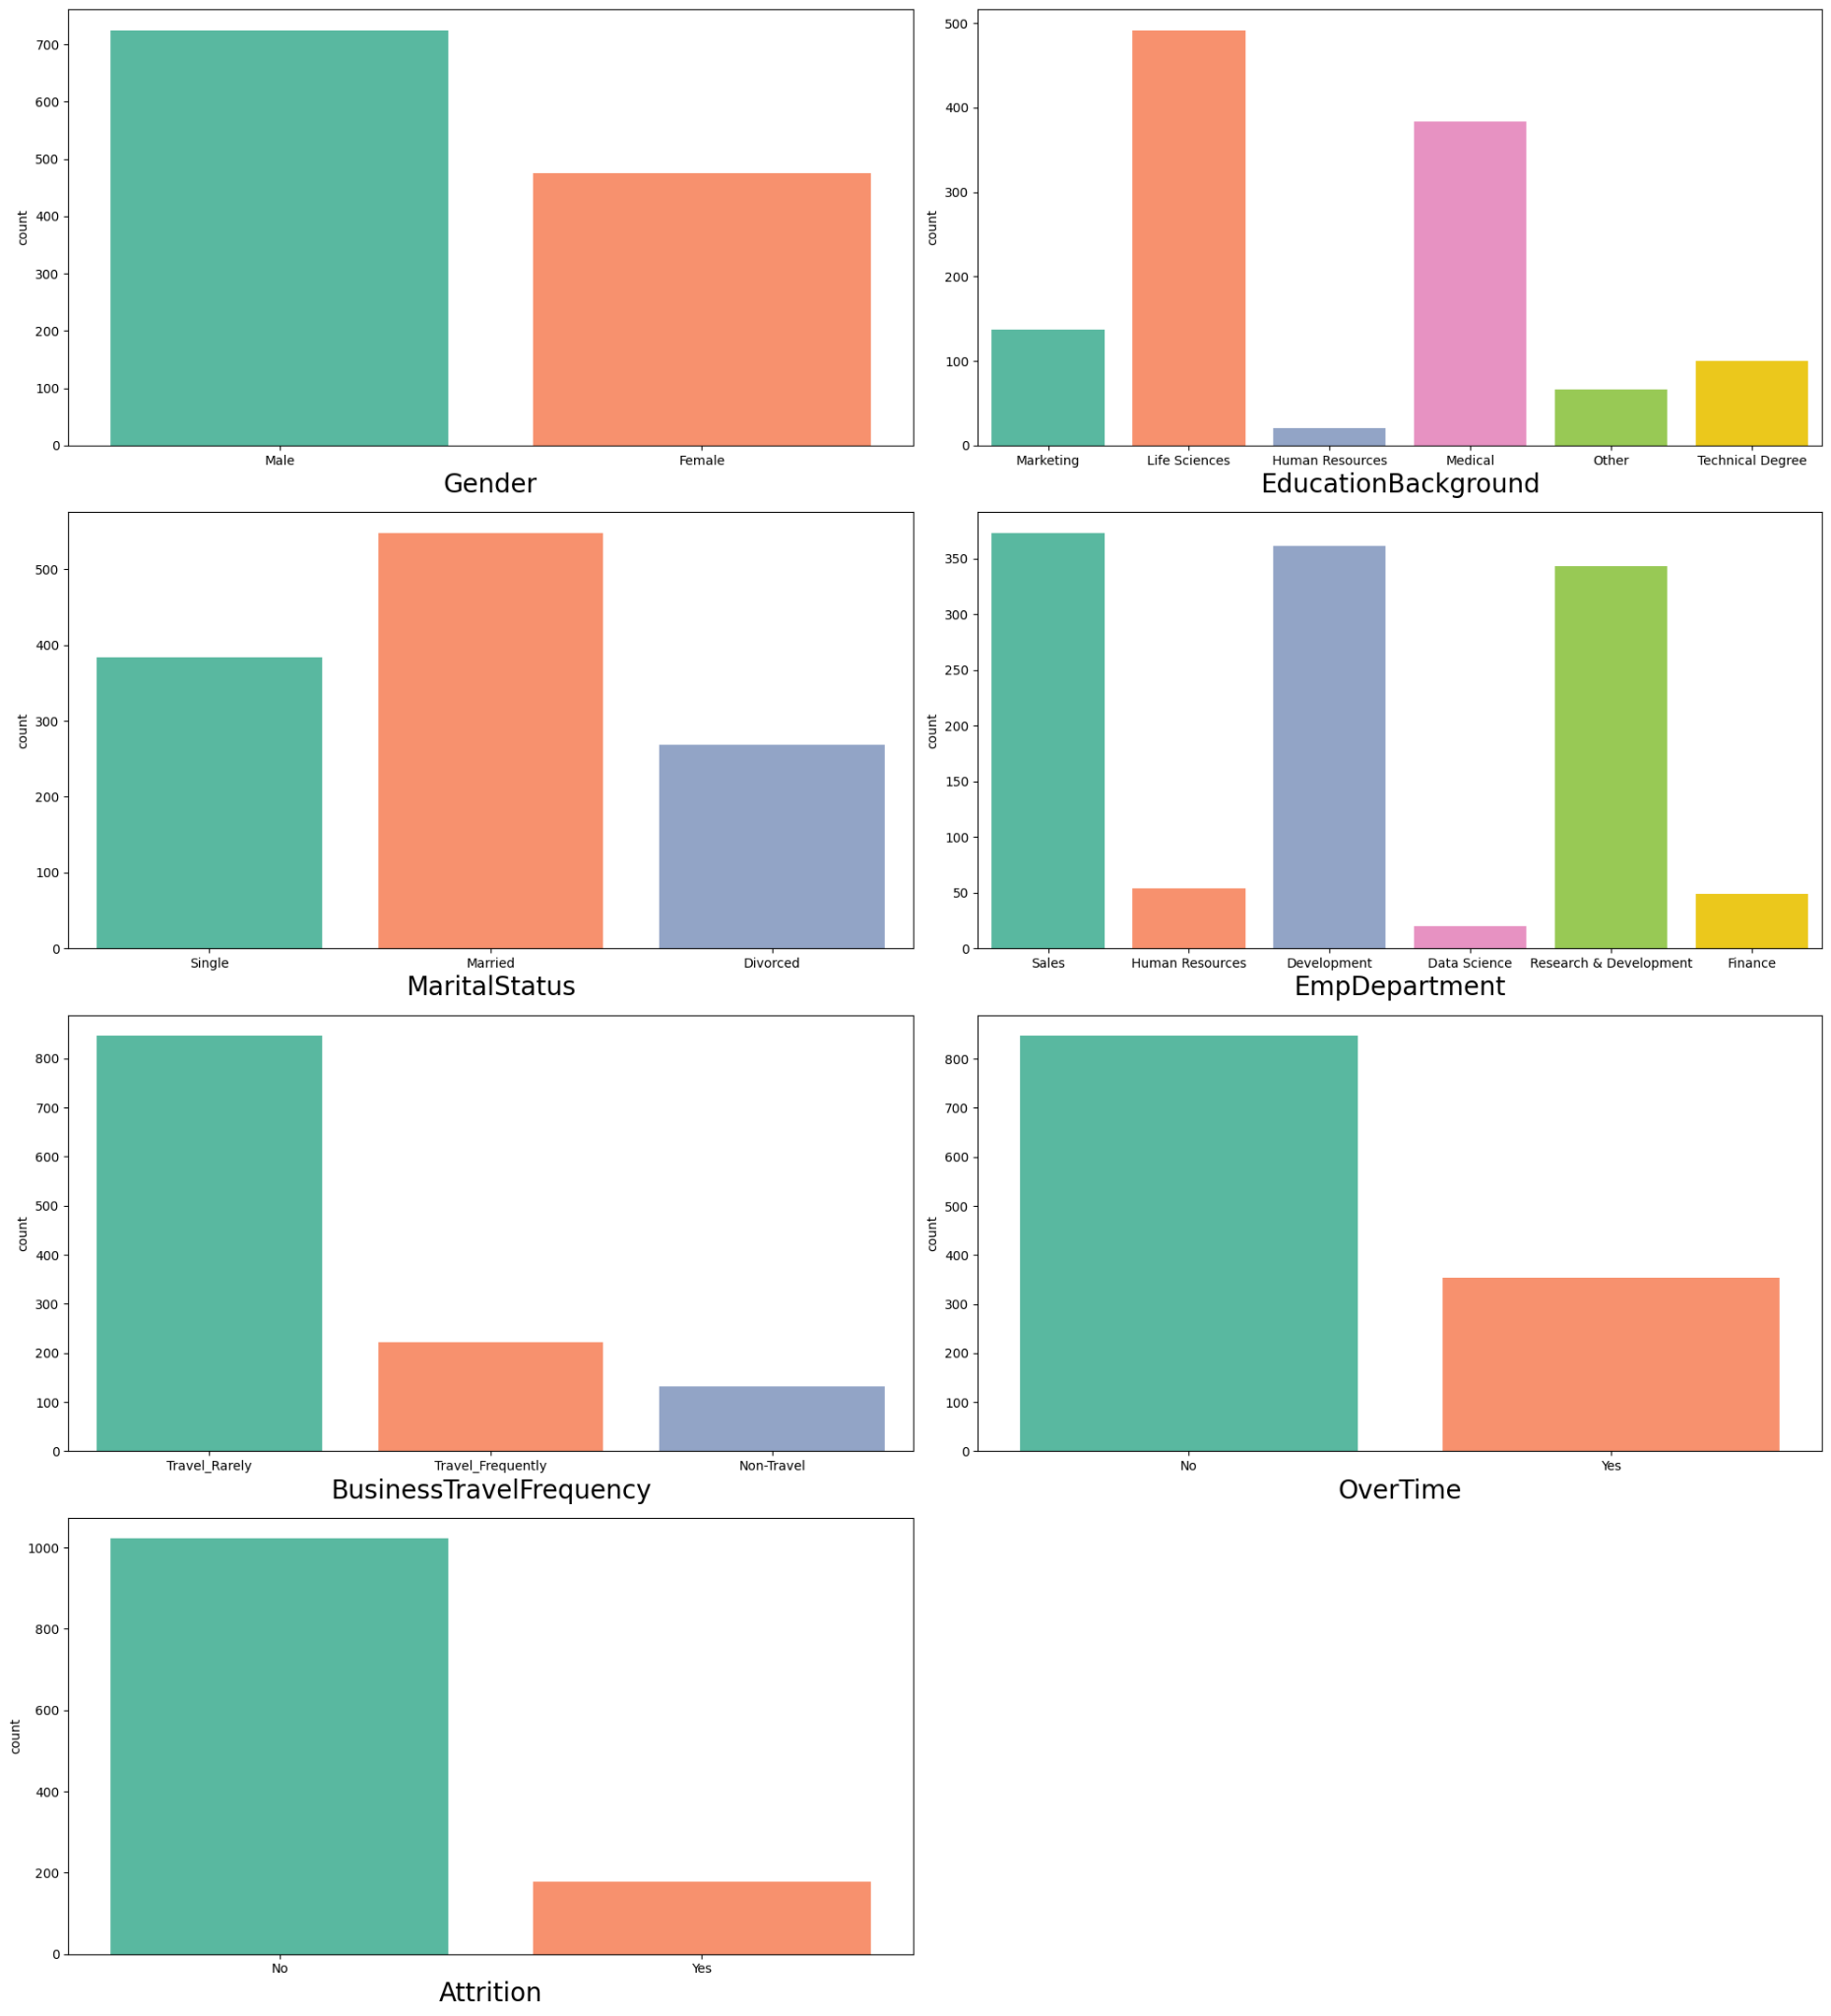 700
600
500
400
300
200
100
0
count
Male Female
Gender
500
400
300
200
100
0
count
Marketing Life Sciences Human Resources Medical Other Technical Degree
EducationBackground
500
400
300
200
100
0
count
Single Married Divorced
MaritalStatus
350
300
250
200
150
100
50
0
count
Sales Human Resources Development Data Science Research & Development Finance
EmpDepartment
800
700
600
500
400
300
200
100
0
count
Travel_Rarely Travel_Frequently Non-Travel
BusinessTravelFrequency
800
700
600
500
400
300
200
100
0
count
No Yes
OverTime
1000
800
600
400
200
0
count
No Yes
Attrition